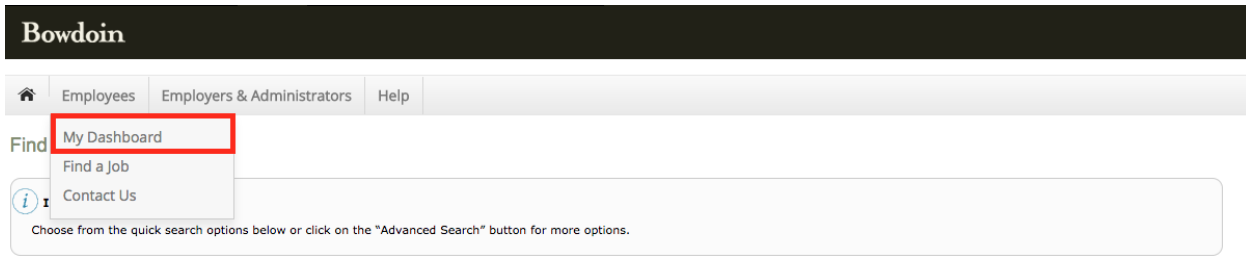 Bowdoin
Employees Employers & Administrators Help
My Dashboard
Find
Find a Job
Contact Us
i I
Choose from the quick search options below or click on the "Advanced Search" button for more options.